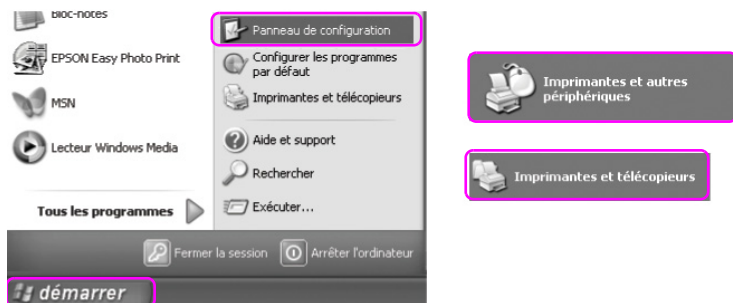 Bloc-notes
EPSON Easy Photo Print
MSN
Lecteur Windows Media
Tous les programmes
Panneau de configuration
Configurer les programmes
par défaut
Imprimantes et télécopieurs
Aide et support
Rechercher
Exécuter...
Fermer la session
Arrêter l'ordinateur
démarrer
Imprimantes et autres
périphériques
Imprimantes et télécopieurs